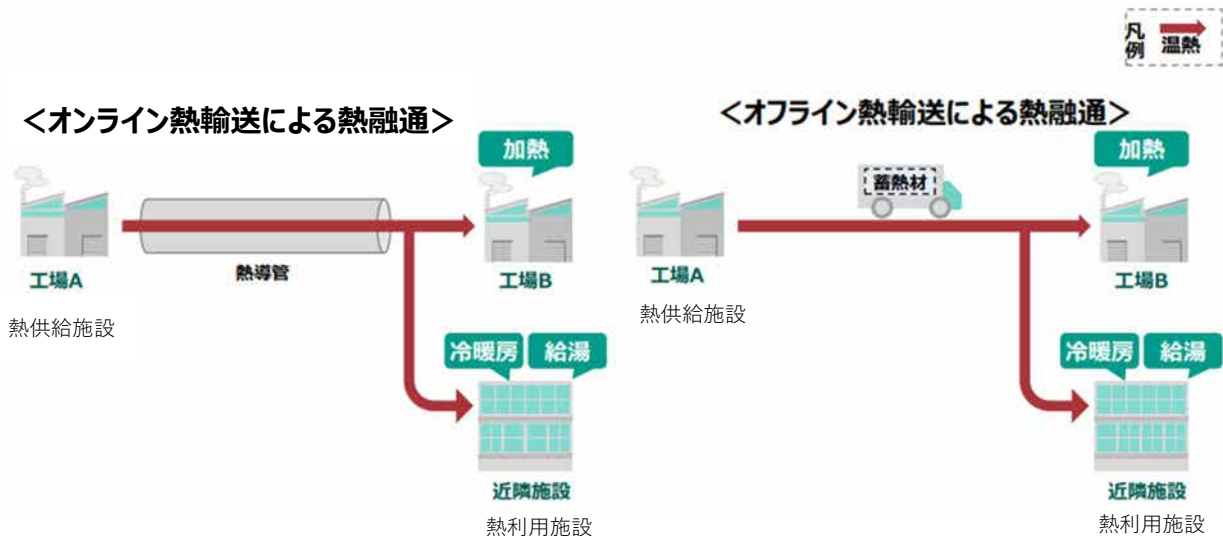 凡例
温熱
＜オンライン熱輸送による熱融通＞
加熱
工場A
熱導管
工場B
熱供給施設
冷暖房
給湯
近隣施設
熱利用施設
＜オフライン熱輸送による熱融通＞
加熱
蓄熱材
工場A
工場B
熱供給施設
冷暖房
給湯
近隣施設
熱利用施設